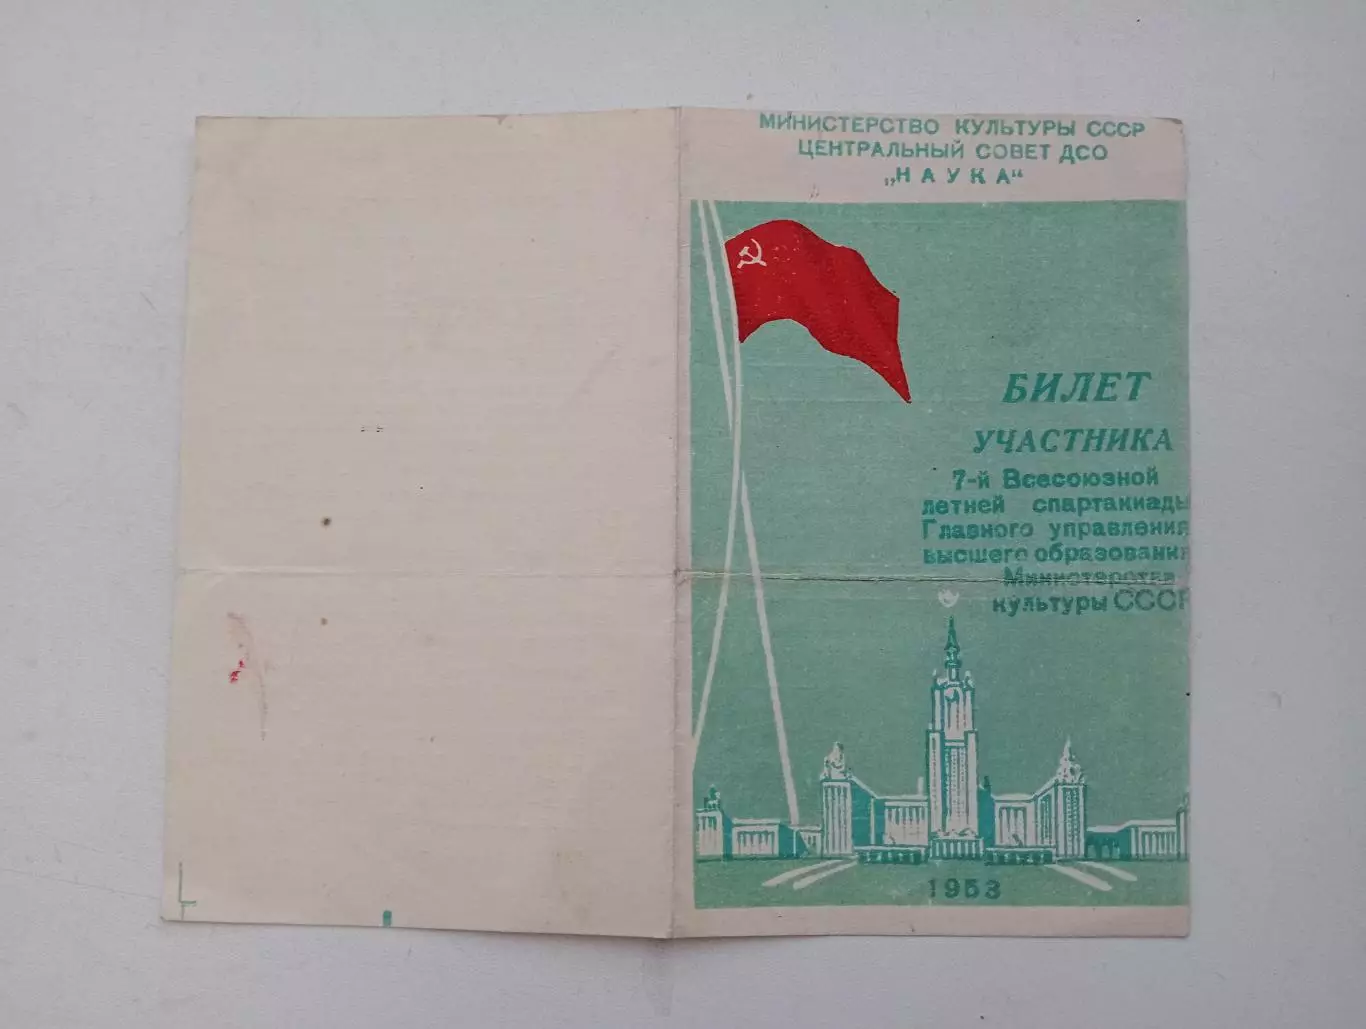 МИНИСТЕРСТВО КУЛЬТУРЫ СССР
ЦЕНТРАЛЬНЫЙ СОВЕТ ДСО
„НАУКА“
БИЛЕТ
УЧАСТНИКА
7-й Всесоюзной
летней спартакиады
Главного управления
высшего образования
Министерства
культуры СССР
1953